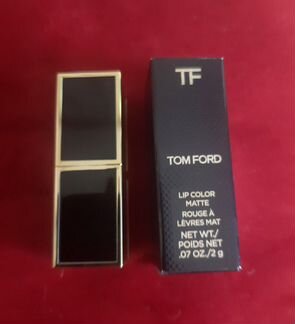 TF
TOM FORD
LIP COLOR
MATTE
ROUGE À
LÈVRES MAT
NET WT./
POIDS NET
.07 OZ./2 g